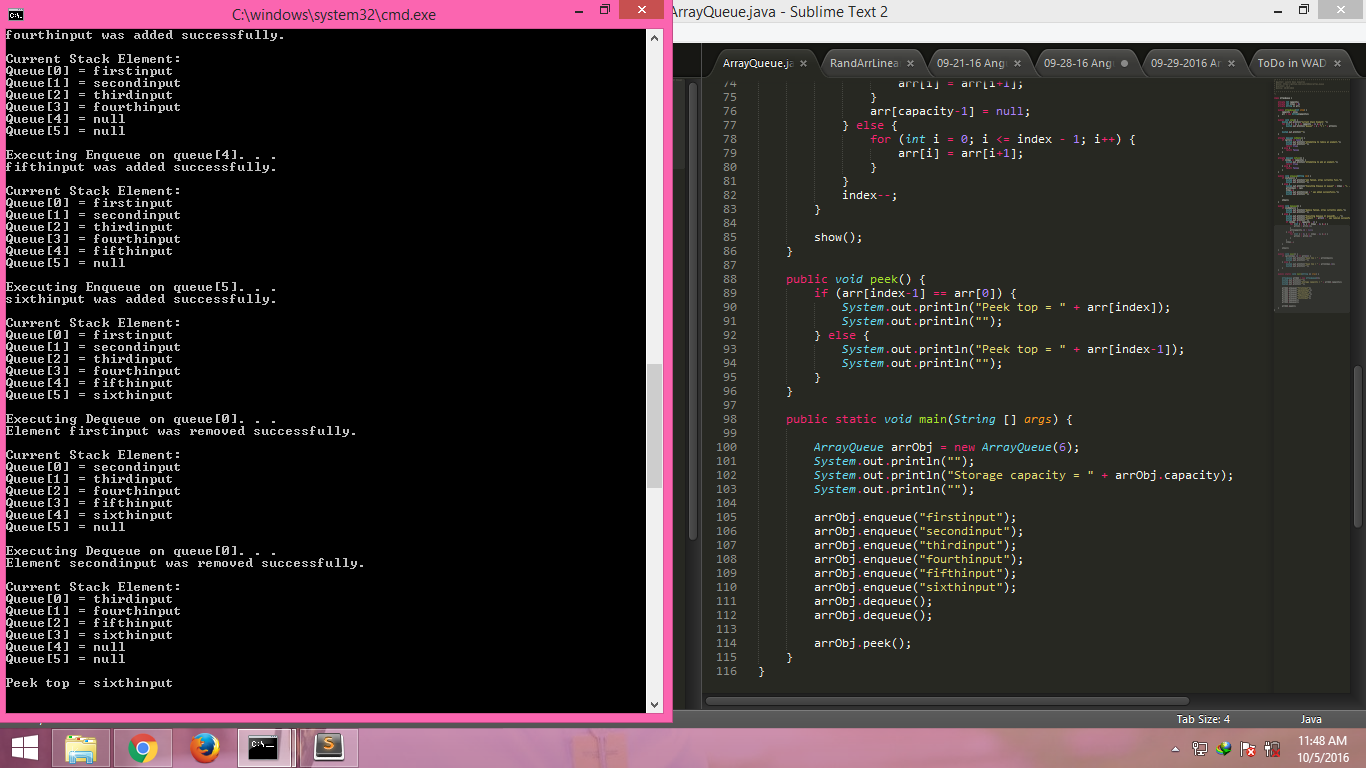 C:\windows\system32\cmd.exe
fourthinput was added successfully.
Current Stack Element:
Queue[0] = firstinput
Queue[1] = secondinput
Queue[2] = thirdinput
Queue[3] = fourthinput
Queue[4] = null
Queue[5] = null
Executing Enqueue on queue[4]. . .
fifthinput was added successfully.
Current Stack Element:
Queue[0] = firstinput
Queue[1] = secondinput
Queue[2] = thirdinput
Queue[3] = fourthinput
Queue[4] = fifthinput
Queue[5] = null
Executing Enqueue on queue[5]. . .
sixthinput was added successfully.
Current Stack Element:
Queue[0] = firstinput
Queue[1] = secondinput
Queue[2] = thirdinput
Queue[3] = fourthinput
Queue[4] = fifthinput
Queue[5] = sixthinput
Executing Dequeue on queue[0]. . .
Element firstinput was removed successfully.
Current Stack Element:
Queue[0] = secondinput
Queue[1] = thirdinput
Queue[2] = fourthinput
Queue[3] = fifthinput
Queue[4] = sixthinput
Queue[5] = null
Executing Dequeue on queue[0]. . .
Element secondinput was removed successfully.
Current Stack Element:
Queue[0] = thirdinput
Queue[1] = fourthinput
Queue[2] = fifthinput
Queue[3] = sixthinput
Queue[4] = null
Queue[5] = null
Peek top = sixthinput
ArrayQueue.java - Sublime Text 2
ArrayQueue.ja RandArrLinea 09-21-16 Ang 09-28-16 Angi 09-29-2016 Ar ToDo in WAD
74 arr[i] = arr[i+1];
75 }
76 arr[capacity-1] = null;
77 } else {
78 for (int i = 0; i <= index - 1; i++) {
79 arr[i] = arr[i+1];
80 }
81 }
82 index--;
83 }
84
85 show();
86 }
87
88 public void peek() {
89 if (arr[index-1] == arr[0]) {
90 System.out.println("Peek top = " + arr[index]);
91 System.out.println("");
92 } else {
93 System.out.println("Peek top = " + arr[index-1]);
94 System.out.println("");
95 }
96 }
97
98 public static void main(String [] args) {
99
100 ArrayQueue arrObj = new ArrayQueue(6);
101 System.out.println("");
102 System.out.println("Storage capacity = " + arrObj.capacity);
103 System.out.println("");
104
105 arrObj.enqueue("firstinput");
106 arrObj.enqueue("secondinput");
107 arrObj.enqueue("thirdinput");
108 arrObj.enqueue("fourthinput");
109 arrObj.enqueue("fifthinput");
110 arrObj.enqueue("sixthinput");
111 arrObj.dequeue();
112 arrObj.dequeue();
113
114 arrObj.peek();
115 }
116 }
Tab Size: 4 Java
11:48 AM
10/5/2016